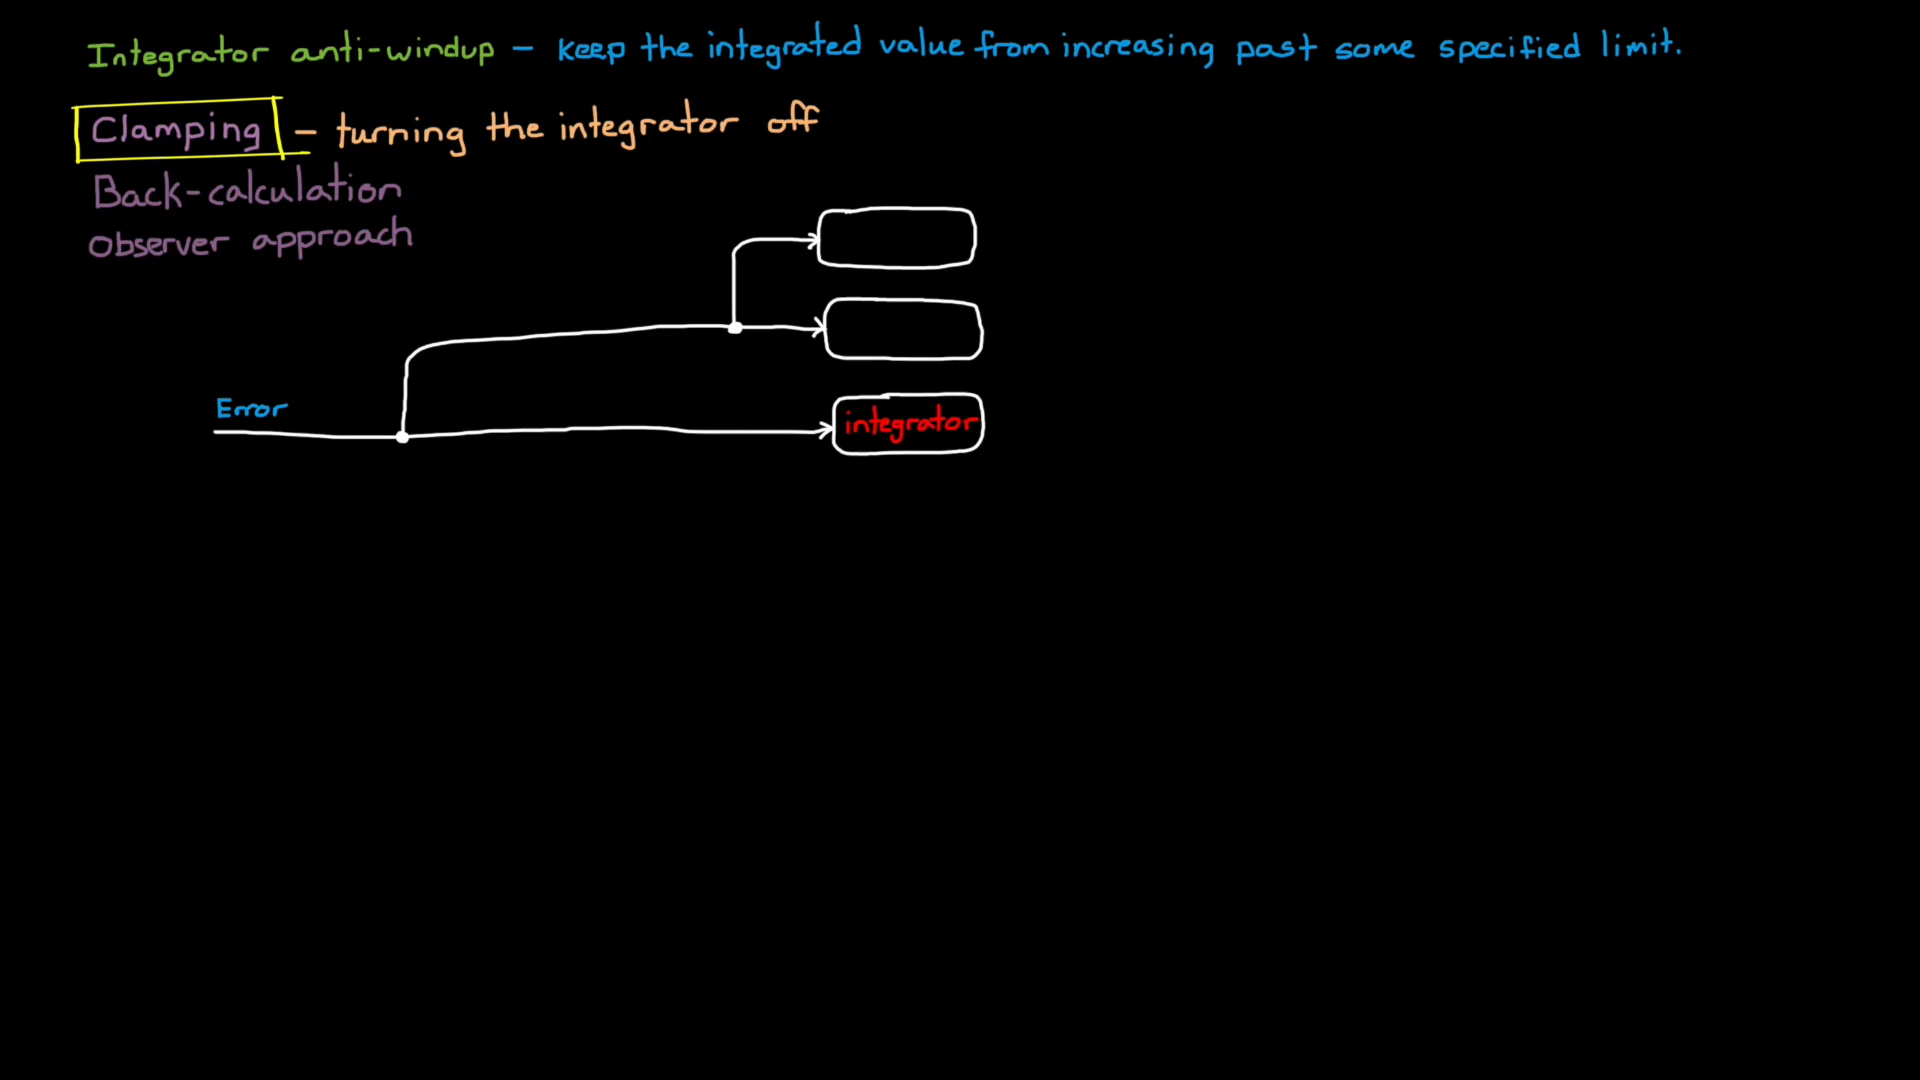 Integrator anti-windup – keep the integrated value from increasing past some specified limit.
Clamping – turning the integrator off
Back-calculation
Observer approach
Error
integrator